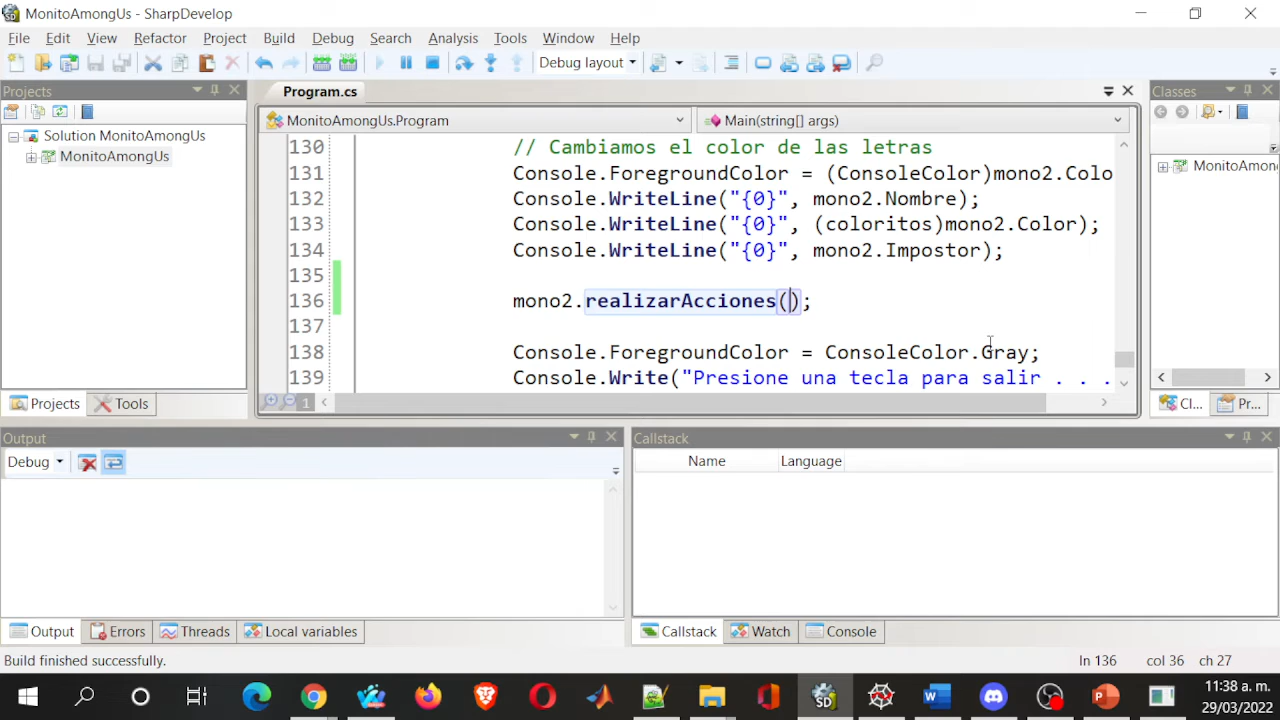 MonitoAmongUs - SharpDevelop
File Edit View Refactor Project Build Debug Search Analysis Tools Window Help
Debug layout
Projects
Program.cs
Classes
MonitoAmongUs.Program
Main(string[] args)
Solution MonitoAmongUs
MonitoAmongUs
MonitoAmong
130 // Cambiamos el color de las letras
131 Console.ForegroundColor = (ConsoleColor)mono2.Colo
132 Console.WriteLine("{0}", mono2.Nombre);
133 Console.WriteLine("{0}", (coloritos)mono2.Color);
134 Console.WriteLine("{0}", mono2.Impostor);
135
136 mono2.realizarAcciones();
137
138 Console.ForegroundColor = ConsoleColor.Gray;
139 Console.Write("Presione una tecla para salir . . .
1
Projects Tools
Cl... Pr...
Output
Callstack
Debug
Name Language
Output Errors Threads Local variables
Callstack Watch Console
Build finished successfully.
ln 136 col 36 ch 27
11:38 a. m.
29/03/2022